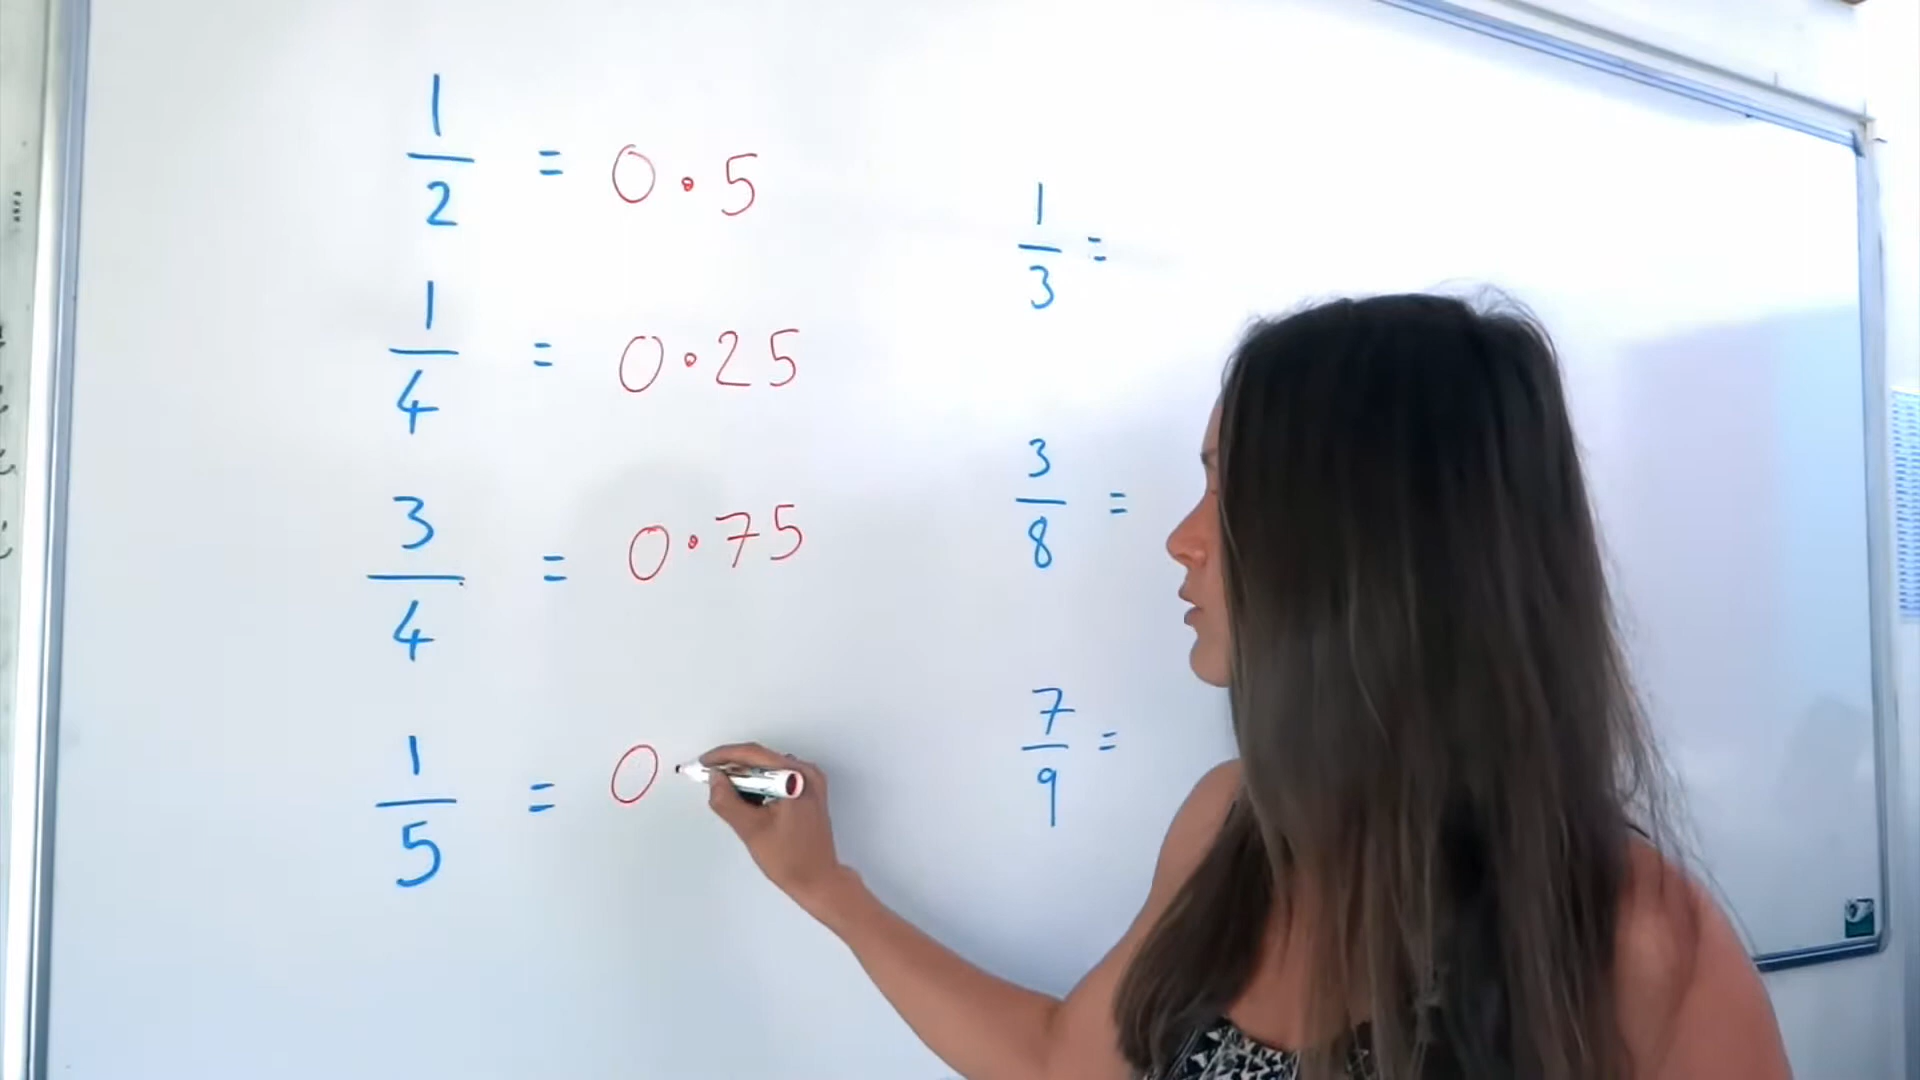 1/2 = 0.5
1/4 = 0.25
3/4 = 0.75
1/5 = 0.
1/3 =
3/8 =
7/9 =